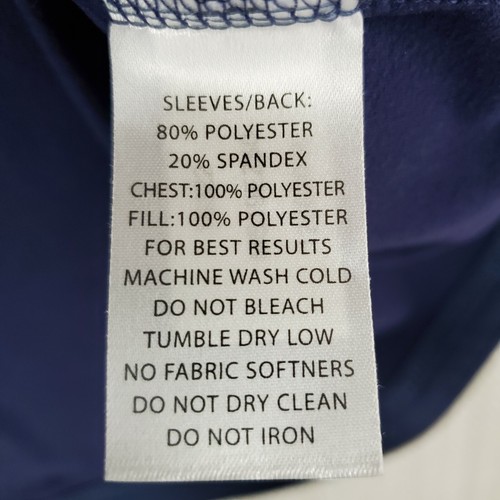 SLEEVES/BACK:
80% POLYESTER
20% SPANDEX
CHEST:100% POLYESTER
FILL:100% POLYESTER
FOR BEST RESULTS
MACHINE WASH COLD
DO NOT BLEACH
TUMBLE DRY LOW
NO FABRIC SOFTNERS
DO NOT DRY CLEAN
DO NOT IRON